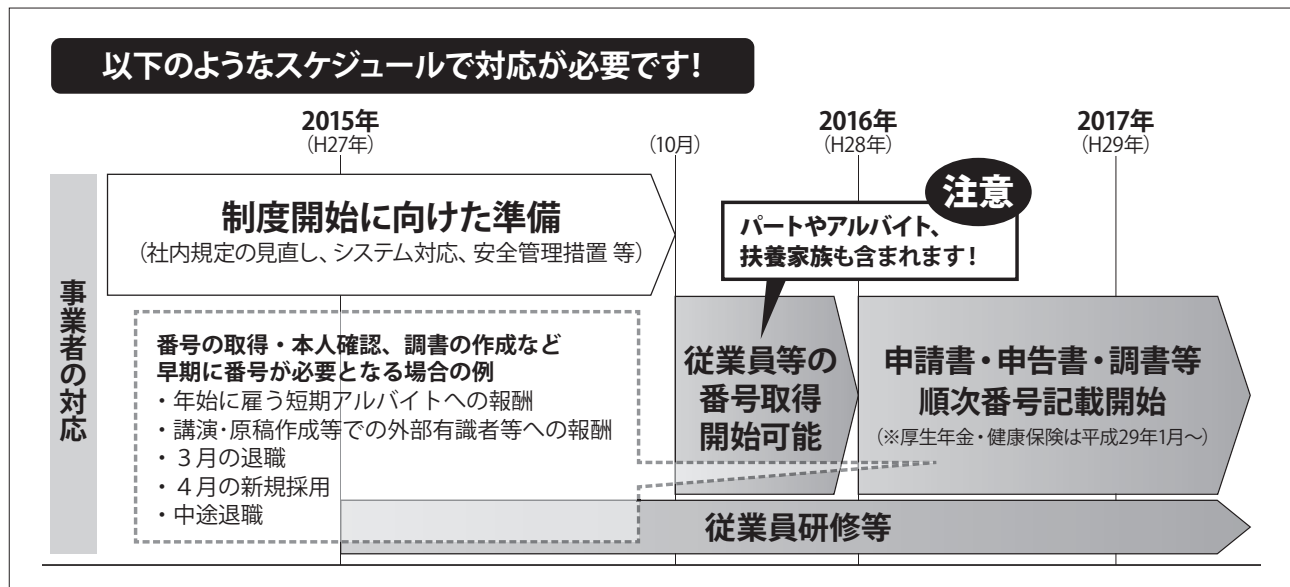 以下のようなスケジュールで対応が必要です!
2015年
（H27年）
（10月）
2016年
（H28年）
2017年
（H29年）
事業者の対応
制度開始に向けた準備
（社内規定の見直し、システム対応、安全管理措置 等）
注意
パートやアルバイト、
扶養家族も含まれます!
番号の取得・本人確認、調書の作成など
早期に番号が必要となる場合の例
・年始に雇う短期アルバイトへの報酬
・講演・原稿作成等での外部有識者等への報酬
・３月の退職
・４月の新規採用
・中途退職
従業員等の
番号取得
開始可能
申請書・申告書・調書等
順次番号記載開始
（※厚生年金・健康保険は平成29年1月～）
従業員研修等